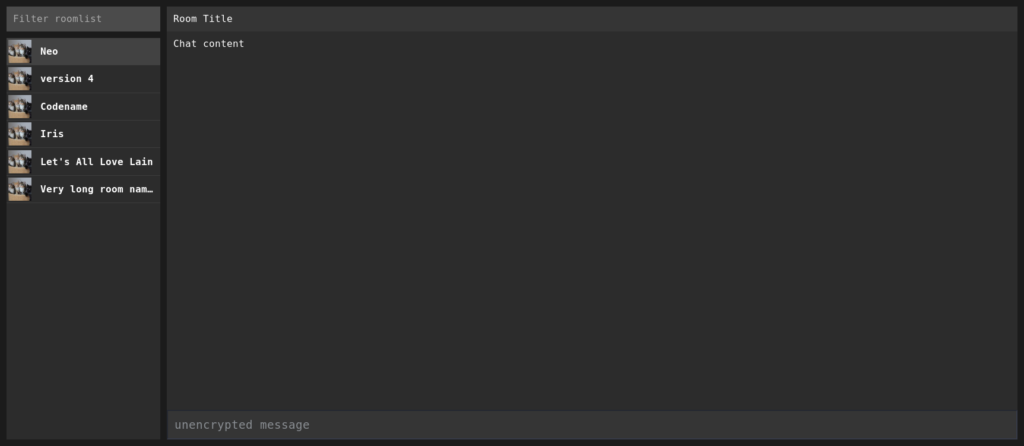 Filter roomlist
Neo
version 4
Codename
Iris
Let's All Love Lain
Very long room nam…
Room Title
Chat content
unencrypted message